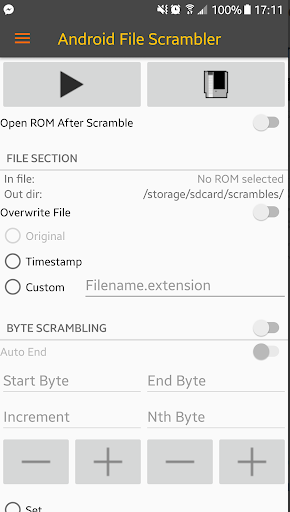 100% 17:11
Android File Scrambler
Open ROM After Scramble
FILE SECTION
In file: No ROM selected
Out dir: /storage/sdcard/scrambles/
Overwrite File
Original
Timestamp
Custom Filename.extension
BYTE SCRAMBLING
Auto End
Start Byte End Byte
Increment Nth Byte
Set